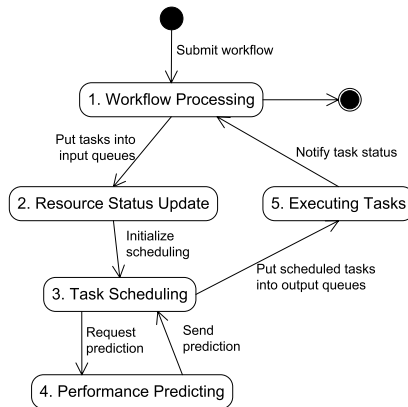 Submit workflow
1. Workflow Processing
Put tasks into
input queues
Notify task status
2. Resource Status Update
5. Executing Tasks
Initialize
scheduling
Put scheduled tasks
into output queues
3. Task Scheduling
Request
prediction
Send
prediction
4. Performance Predicting